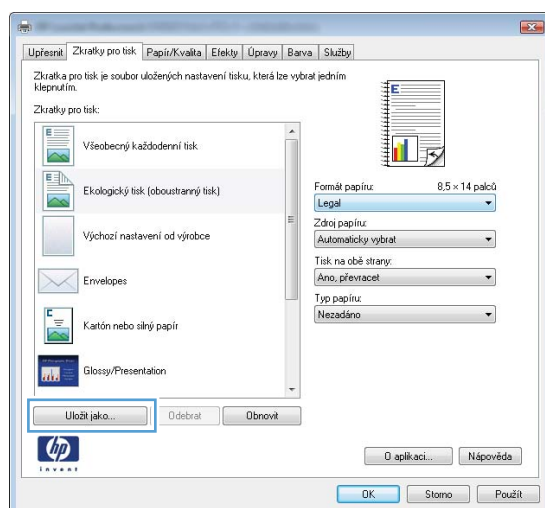 Upřesnit Zkratky pro tisk Papír/Kvalita Efekty Úpravy Barva Služby
Zkratka pro tisk je soubor uložených nastavení tisku, která lze vybrat jedním
klepnutím.
Zkratky pro tisk:
Všeobecný každodenní tisk
Ekologický tisk (oboustranný tisk)
Výchozí nastavení od výrobce
Envelopes
Kartón nebo silný papír
Glossy/Presentation
Uložit jako...
Odebrat
Obnovit
Formát papíru: 8,5 × 14 palců
Legal
Zdroj papíru:
Automaticky vybrat
Tisk na obě strany:
Ano, převracet
Typ papíru:
Nezadáno
hp
invent
O aplikaci... Nápověda
OK Storno Použít